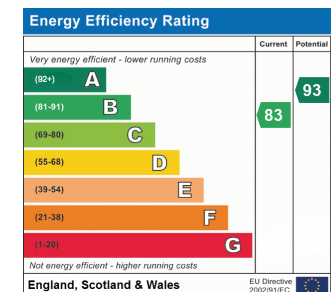 Energy Efficiency Rating
Current Potential
Very energy efficient - lower running costs
(92+) A
93
(81-91) B
83
(69-80) C
(55-68) D
(39-54) E
(21-38) F
(1-20) G
Not energy efficient - higher running costs
England, Scotland & Wales
EU Directive
2002/91/EC